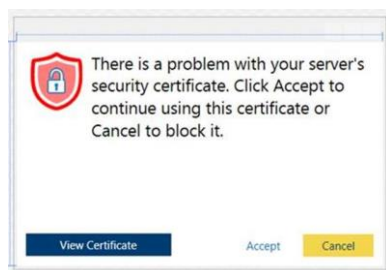 There is a problem with your server's
security certificate. Click Accept to
continue using this certificate or
Cancel to block it.
View Certificate
Accept
Cancel